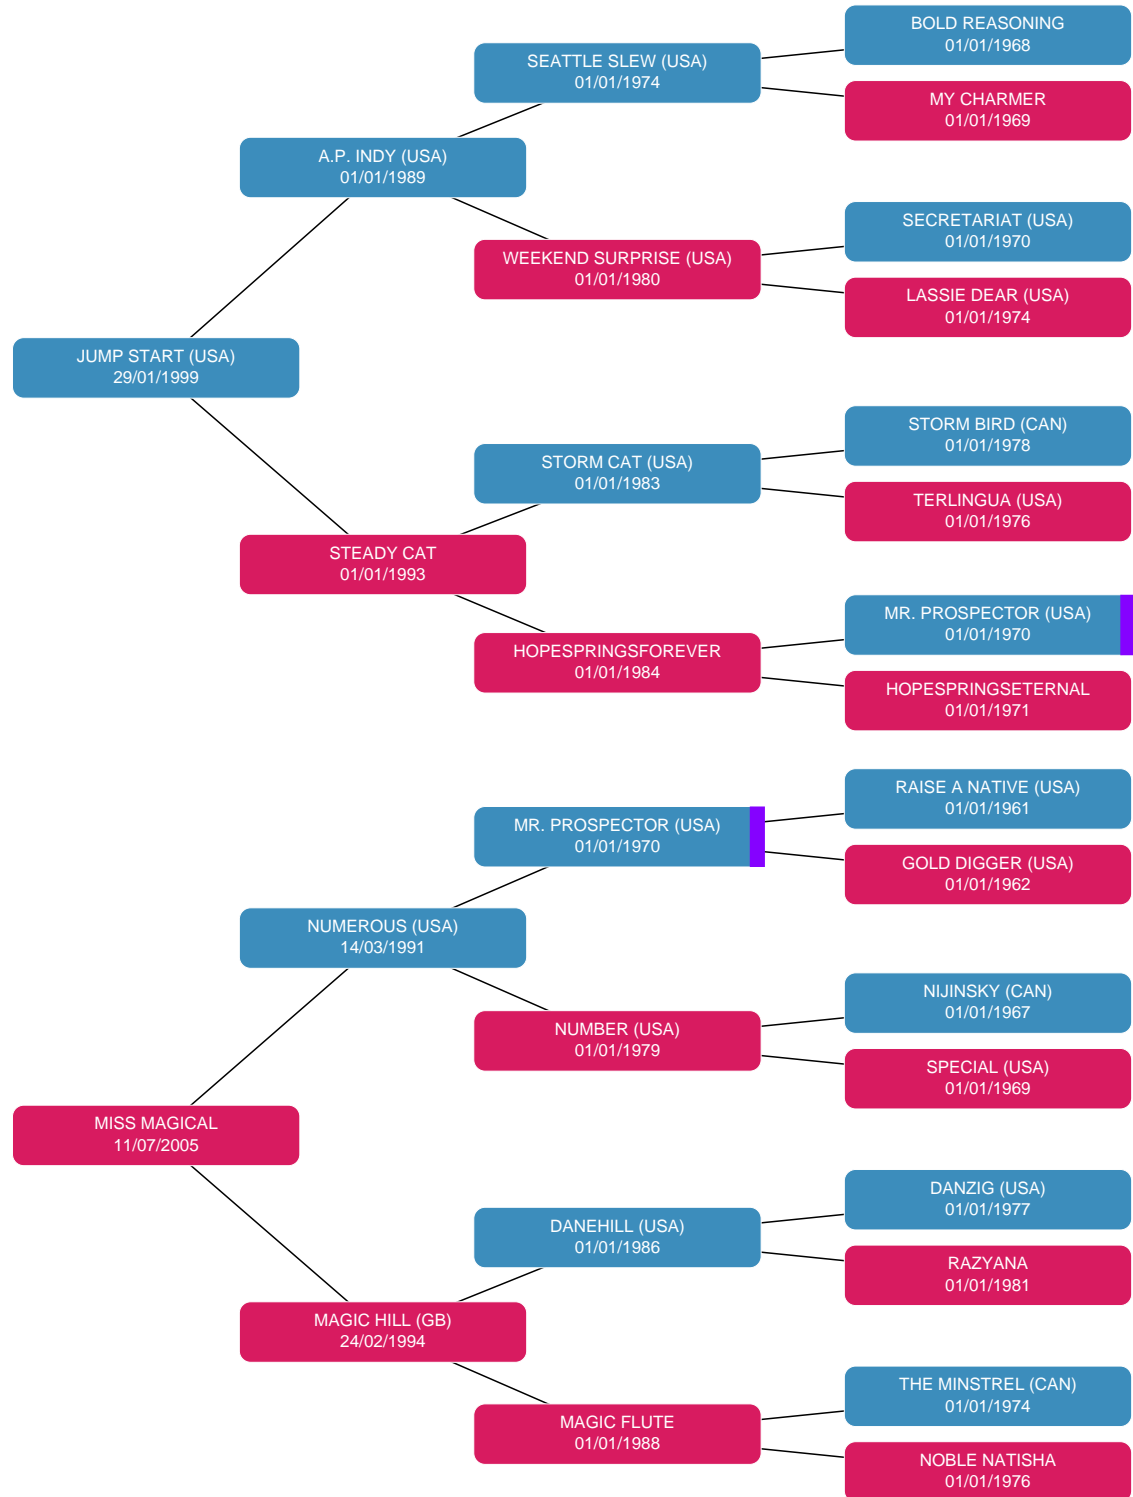 BOLD REASONING
01/01/1968
SEATTLE SLEW (USA)
01/01/1974
MY CHARMER
01/01/1969
A.P. INDY (USA)
01/01/1989
SECRETARIAT (USA)
01/01/1970
WEEKEND SURPRISE (USA)
01/01/1980
LASSIE DEAR (USA)
01/01/1974
JUMP START (USA)
29/01/1999
STORM BIRD (CAN)
01/01/1978
STORM CAT (USA)
01/01/1983
TERLINGUA (USA)
01/01/1976
STEADY CAT
01/01/1993
MR. PROSPECTOR (USA)
01/01/1970
HOPESPRINGSFOREVER
01/01/1984
HOPESPRINGSETERNAL
01/01/1971
RAISE A NATIVE (USA)
01/01/1961
MR. PROSPECTOR (USA)
01/01/1970
GOLD DIGGER (USA)
01/01/1962
NUMEROUS (USA)
14/03/1991
NIJINSKY (CAN)
01/01/1967
NUMBER (USA)
01/01/1979
SPECIAL (USA)
01/01/1969
MISS MAGICAL
11/07/2005
DANZIG (USA)
01/01/1977
DANEHILL (USA)
01/01/1986
RAZYANA
01/01/1981
MAGIC HILL (GB)
24/02/1994
THE MINSTREL (CAN)
01/01/1974
MAGIC FLUTE
01/01/1988
NOBLE NATISHA
01/01/1976